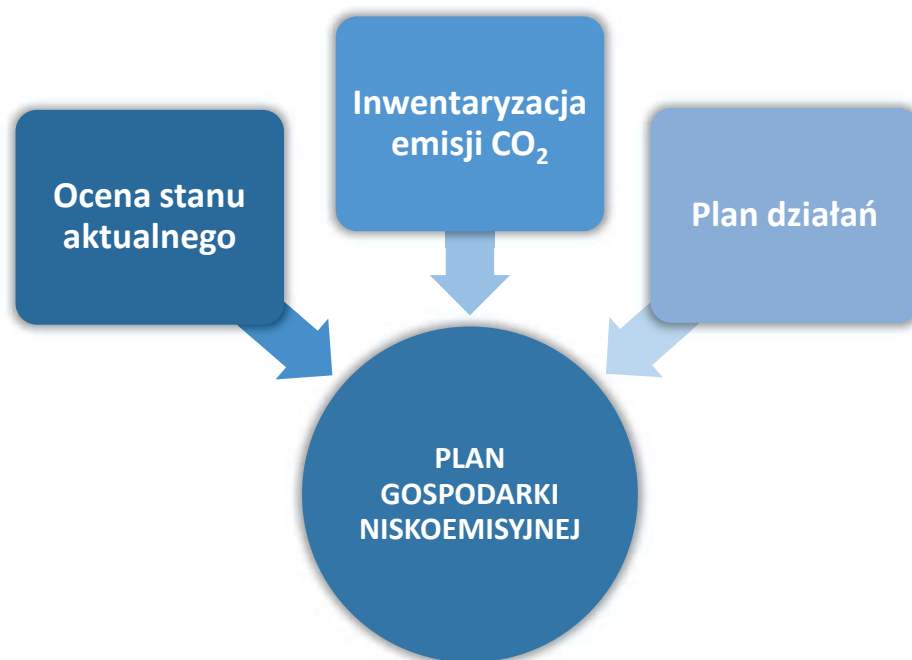 Ocena stanu
aktualnego
Inwentaryzacja
emisji CO₂
Plan działań
PLAN
GOSPODARKI
NISKOEMISYJNEJ